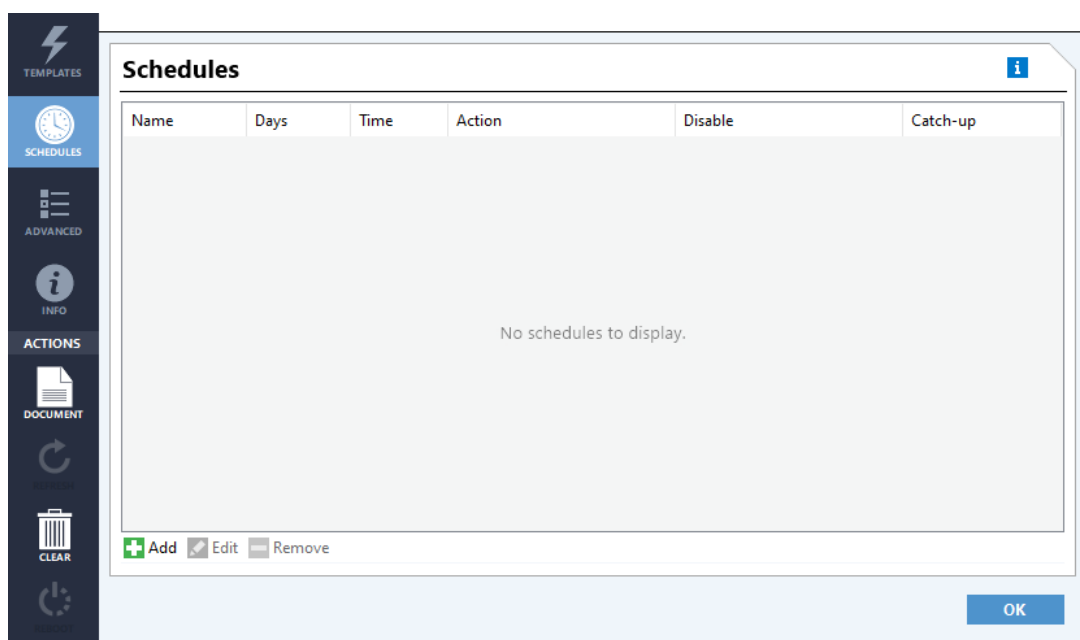 TEMPLATES
SCHEDULES
ADVANCED
INFO
ACTIONS
DOCUMENT
REFRESH
CLEAR
Schedules
Name Days Time Action Disable Catch-up
No schedules to display.
Add Edit Remove
OK